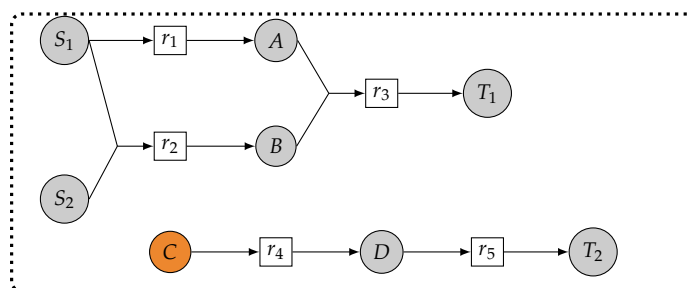 S₁ r₁ A
r₃ T₁
r₂ B
S₂
C r₄ D r₅ T₂